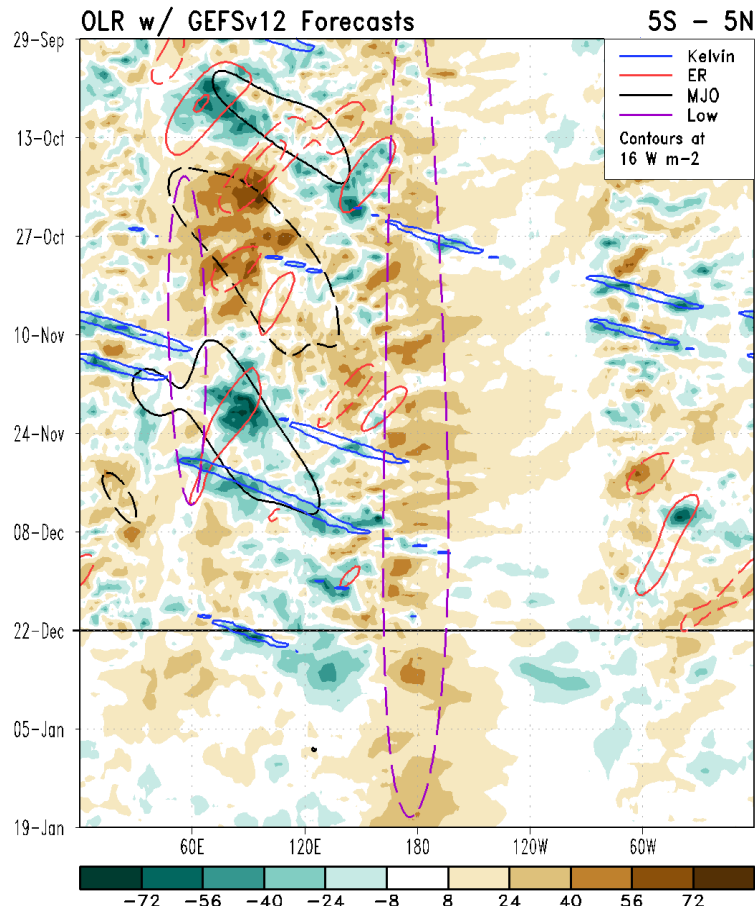 OLR w/ GEFSv12 Forecasts 5S - 5N
29-Sep
13-Oct
27-Oct
10-Nov
24-Nov
08-Dec
22-Dec
05-Jan
19-Jan
Kelvin
ER
MJO
Low
Contours at
16 W m-2
60E 120E 180 120W 60W
-72 -56 -40 -24 -8 8 24 40 56 72